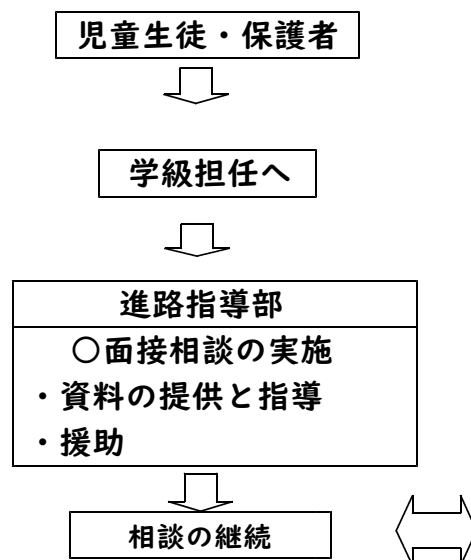 児童生徒・保護者
学級担任へ
進路指導部
○面接相談の実施
・資料の提供と指導
・援助
相談の継続